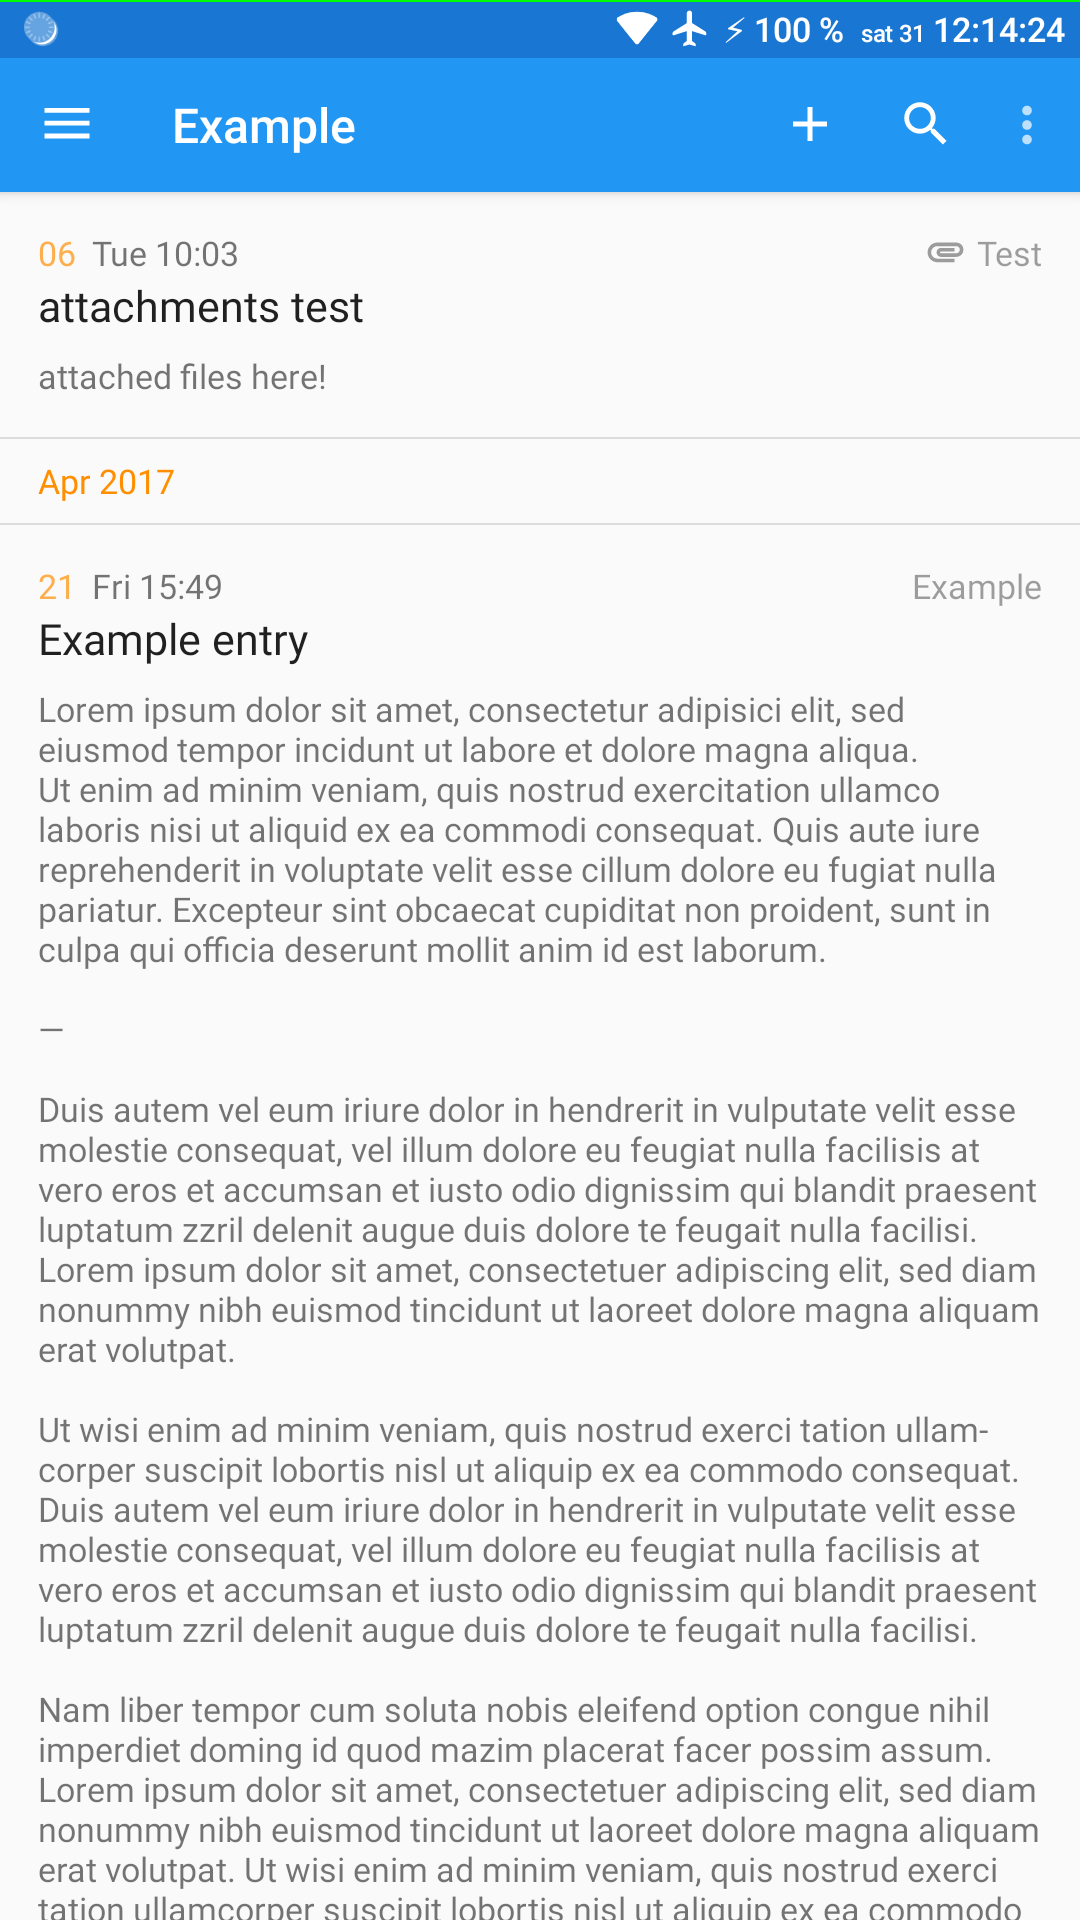 100 % sat 31 12:14:24
Example
06 Tue 10:03 Test
attachments test
attached files here!
Apr 2017
21 Fri 15:49 Example
Example entry
Lorem ipsum dolor sit amet, consectetur adipisici elit, sed
eiusmod tempor incidunt ut labore et dolore magna aliqua.
Ut enim ad minim veniam, quis nostrud exercitation ullamco
laboris nisi ut aliquid ex ea commodi consequat. Quis aute iure
reprehenderit in voluptate velit esse cillum dolore eu fugiat nulla
pariatur. Excepteur sint obcaecat cupiditat non proident, sunt in
culpa qui officia deserunt mollit anim id est laborum.
—
Duis autem vel eum iriure dolor in hendrerit in vulputate velit esse
molestie consequat, vel illum dolore eu feugiat nulla facilisis at
vero eros et accumsan et iusto odio dignissim qui blandit praesent
luptatum zzril delenit augue duis dolore te feugait nulla facilisi.
Lorem ipsum dolor sit amet, consectetuer adipiscing elit, sed diam
nonummy nibh euismod tincidunt ut laoreet dolore magna aliquam
erat volutpat.
Ut wisi enim ad minim veniam, quis nostrud exerci tation ullam-
corper suscipit lobortis nisl ut aliquip ex ea commodo consequat.
Duis autem vel eum iriure dolor in hendrerit in vulputate velit esse
molestie consequat, vel illum dolore eu feugiat nulla facilisis at
vero eros et accumsan et iusto odio dignissim qui blandit praesent
luptatum zzril delenit augue duis dolore te feugait nulla facilisi.
Nam liber tempor cum soluta nobis eleifend option congue nihil
imperdiet doming id quod mazim placerat facer possim assum.
Lorem ipsum dolor sit amet, consectetuer adipiscing elit, sed diam
nonummy nibh euismod tincidunt ut laoreet dolore magna aliquam
erat volutpat. Ut wisi enim ad minim veniam, quis nostrud exerci
tation ullamcorper suscipit lobortis nisl ut aliquip ex ea commodo